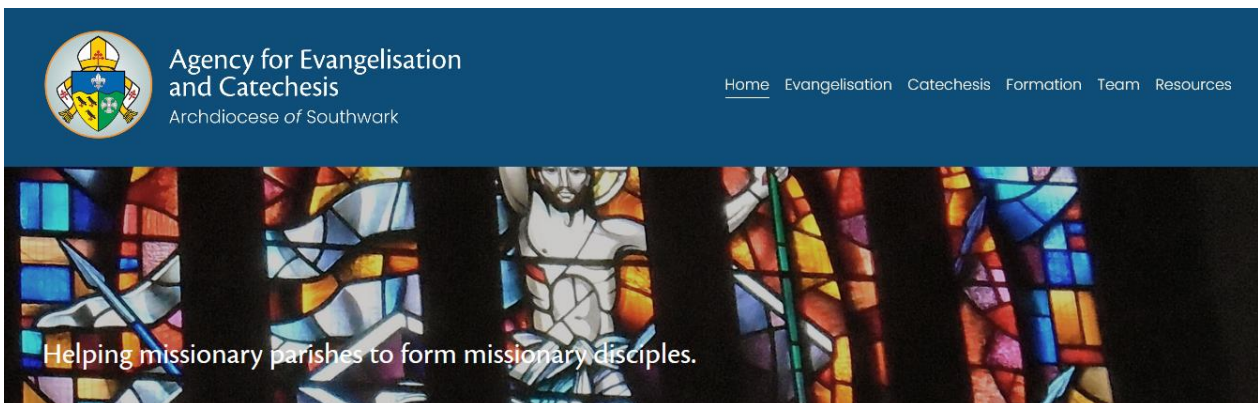 Agency for Evangelisation
and Catechesis
Archdiocese of Southwark
Home Evangelisation Catechesis Formation Team Resources
Helping missionary parishes to form missionary disciples.